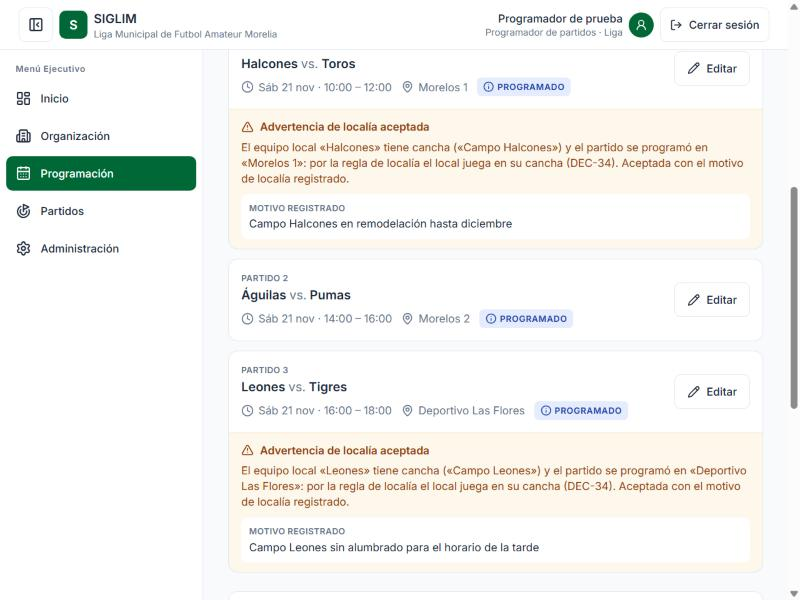 S
SIGLIM
Liga Municipal de Futbol Amateur Morelia
Programador de prueba
Programador de partidos · Liga
Cerrar sesión
Menú Ejecutivo
Inicio
Organización
Programación
Partidos
Administración
Halcones vs. Toros
Sáb 21 nov · 10:00 – 12:00
Morelos 1
PROGRAMADO
Editar
Advertencia de localía aceptada
El equipo local «Halcones» tiene cancha («Campo Halcones») y el partido se programó en
«Morelos 1»: por la regla de localía el local juega en su cancha (DEC-34). Aceptada con el motivo
de localía registrado.
MOTIVO REGISTRADO
Campo Halcones en remodelación hasta diciembre
PARTIDO 2
Águilas vs. Pumas
Sáb 21 nov · 14:00 – 16:00
Morelos 2
PROGRAMADO
Editar
PARTIDO 3
Leones vs. Tigres
Sáb 21 nov · 16:00 – 18:00
Deportivo Las Flores
PROGRAMADO
Editar
Advertencia de localía aceptada
El equipo local «Leones» tiene cancha («Campo Leones») y el partido se programó en «Deportivo
Las Flores»: por la regla de localía el local juega en su cancha (DEC-34). Aceptada con el motivo
de localía registrado.
MOTIVO REGISTRADO
Campo Leones sin alumbrado para el horario de la tarde